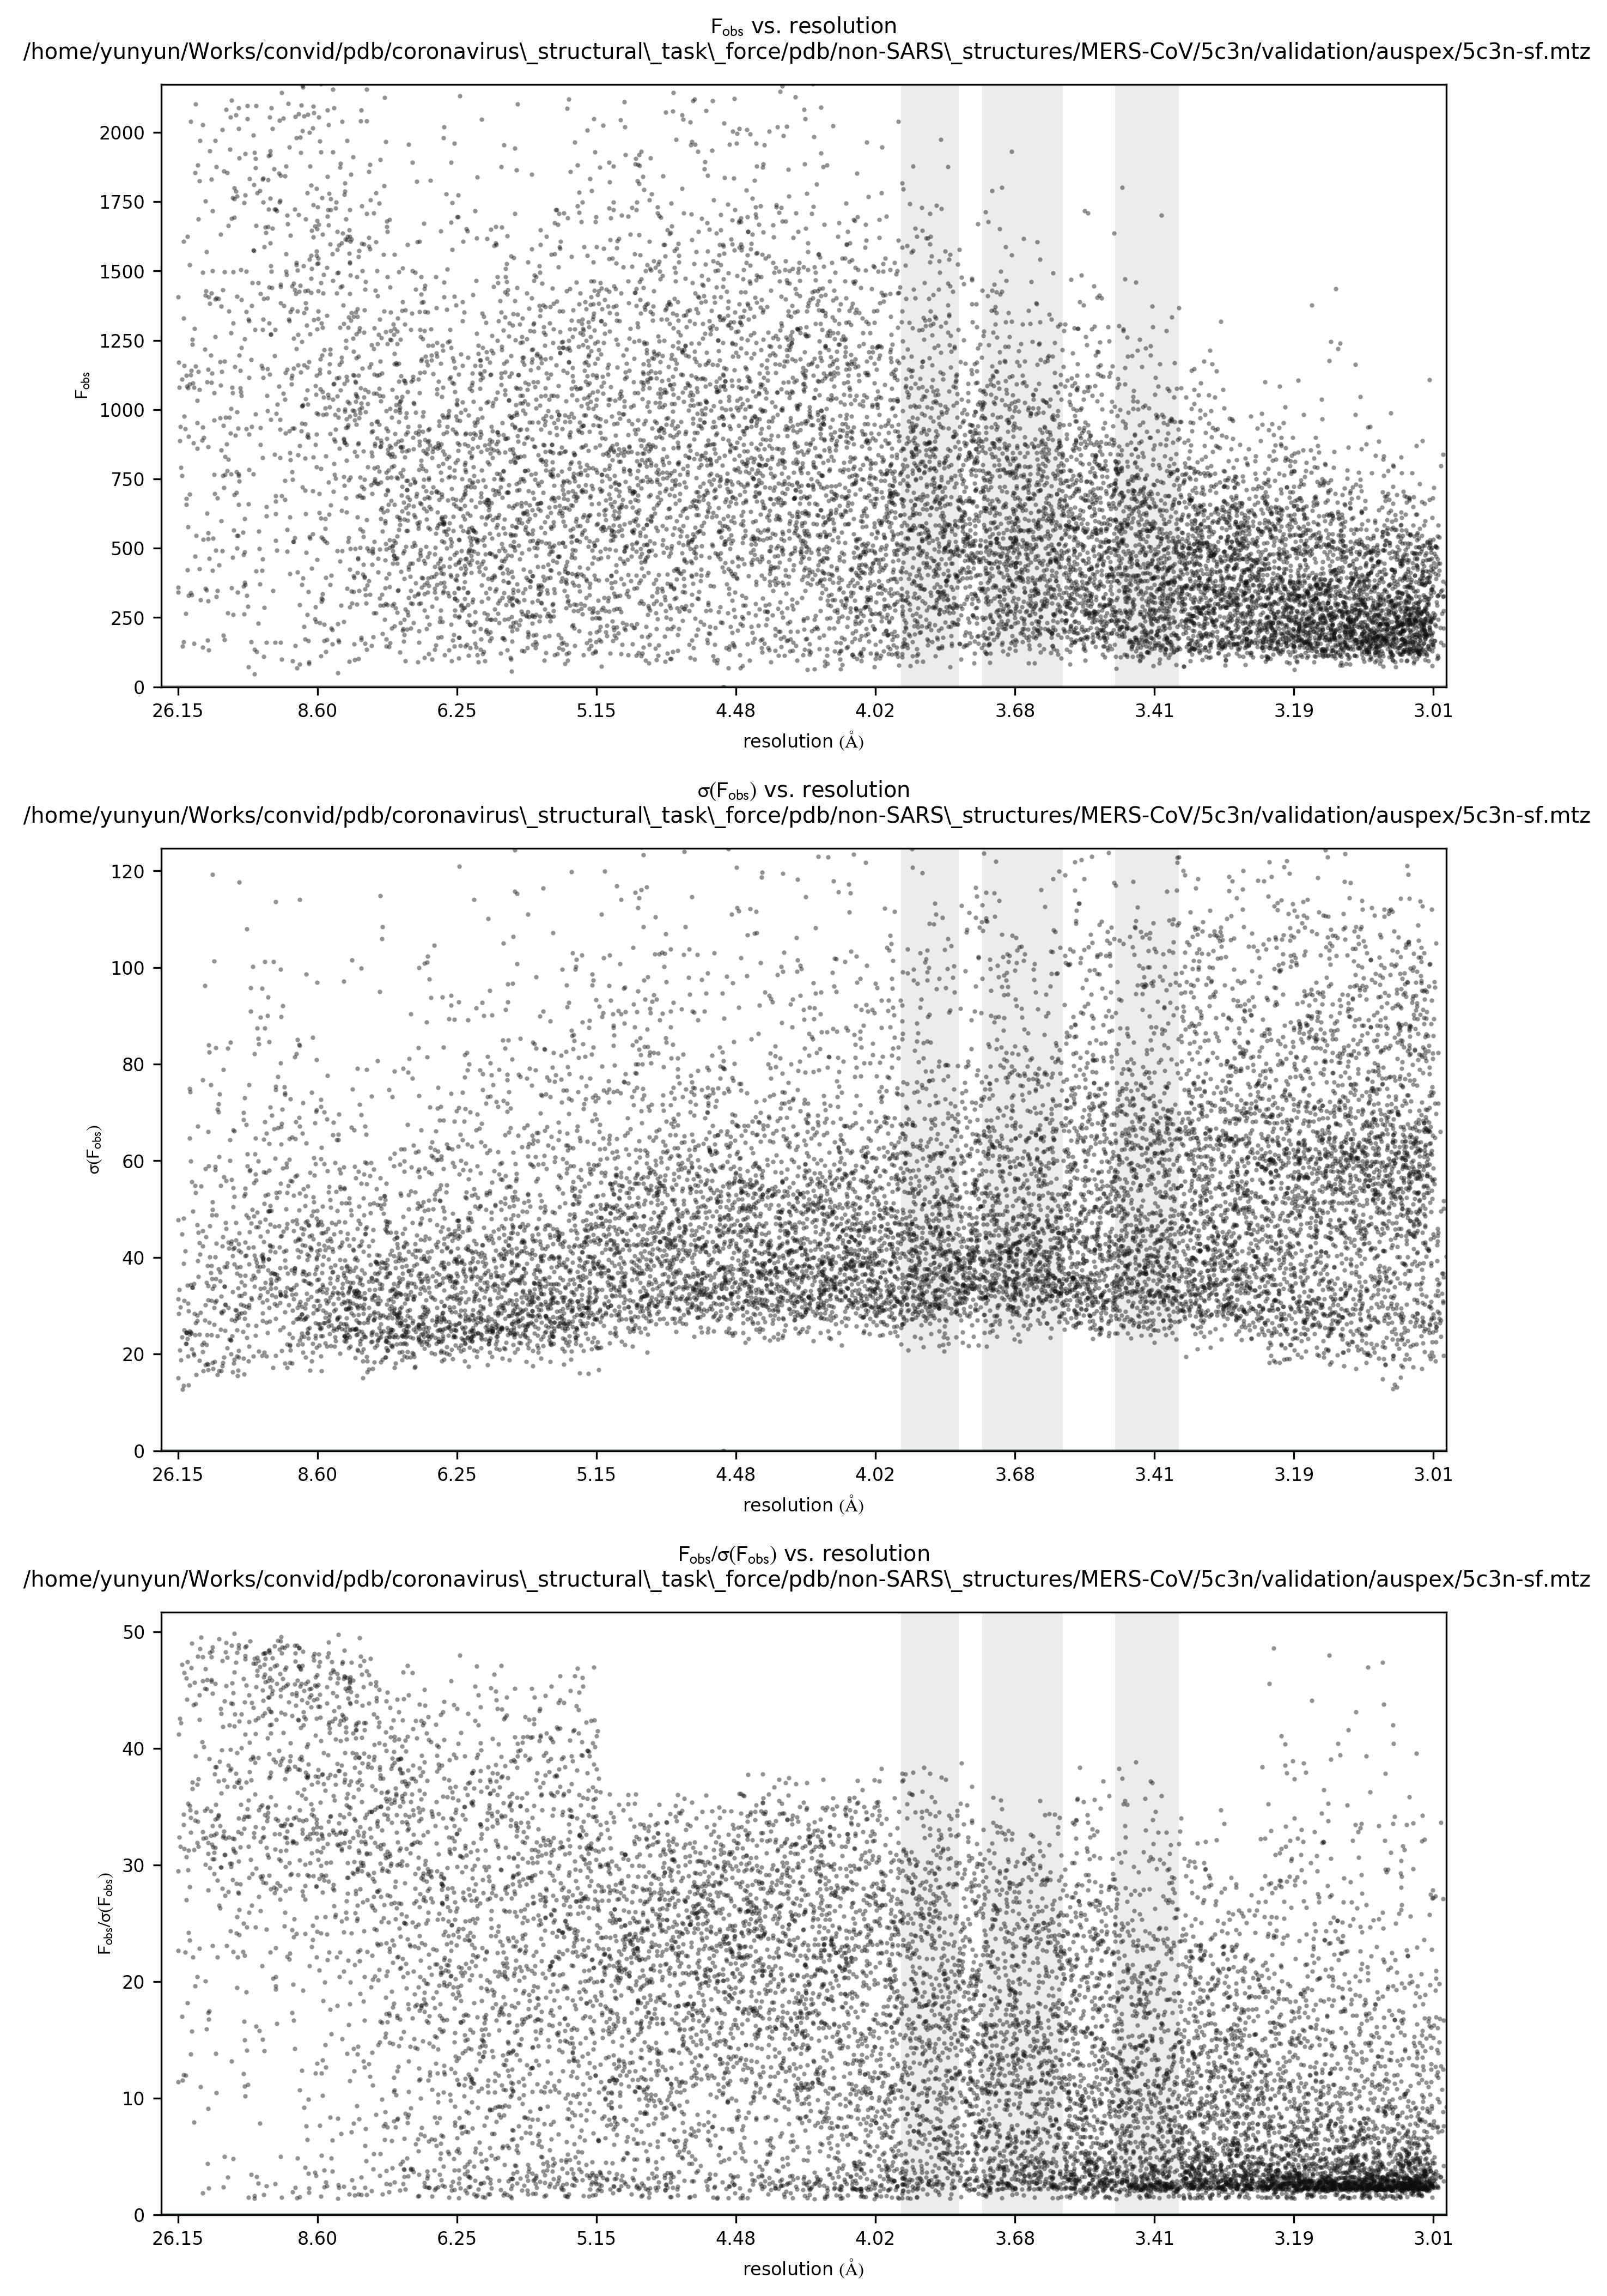 Fobs vs. resolution
/home/yunyun/Works/convid/pdb/coronavirus\_structural\_task\_force/pdb/non-SARS\_structures/MERS-CoV/5c3n/validation/auspex/5c3n-sf.mtz
2000
1750
1500
1250
1000
750
500
250
0
Fobs
26.15 8.60 6.25 5.15 4.48 4.02 3.68 3.41 3.19 3.01
resolution (Å)
σ(Fobs) vs. resolution
/home/yunyun/Works/convid/pdb/coronavirus\_structural\_task\_force/pdb/non-SARS\_structures/MERS-CoV/5c3n/validation/auspex/5c3n-sf.mtz
120
100
80
60
40
20
0
σ(Fobs)
26.15 8.60 6.25 5.15 4.48 4.02 3.68 3.41 3.19 3.01
resolution (Å)
Fobs/σ(Fobs) vs. resolution
/home/yunyun/Works/convid/pdb/coronavirus\_structural\_task\_force/pdb/non-SARS\_structures/MERS-CoV/5c3n/validation/auspex/5c3n-sf.mtz
50
40
30
20
10
0
Fobs/σ(Fobs)
26.15 8.60 6.25 5.15 4.48 4.02 3.68 3.41 3.19 3.01
resolution (Å)